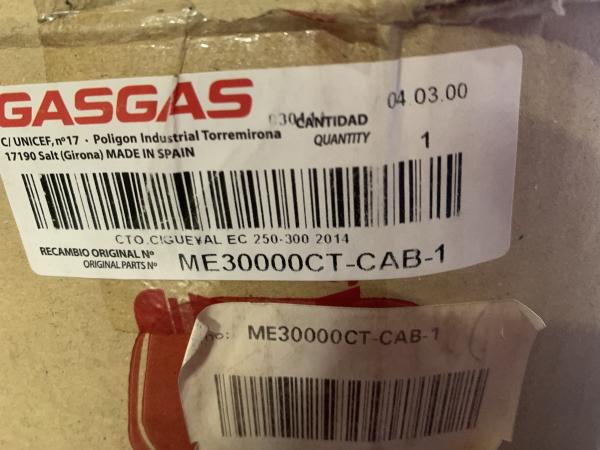 GASGAS
04.03.00
CANTIDAD
QUANTITY
1
C/ UNICEF, nº17 · Poligon Industrial Torremirona
17190 Salt (Girona) MADE IN SPAIN
CTO.CIGUEÑAL EC 250-300 2014
RECAMBIO ORIGINAL Nº
ORIGINAL PARTS Nº
ME30000CT-CAB-1
no: ME30000CT-CAB-1